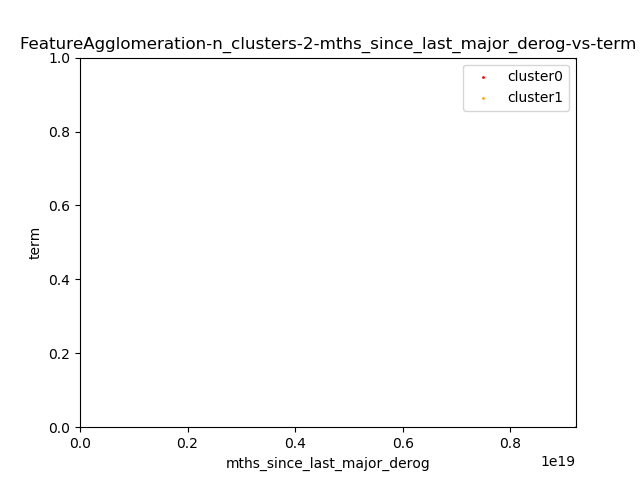 FeatureAgglomeration-n_clusters-2-mths_since_last_major_derog-vs-term
cluster0
cluster1
1.0
0.8
0.6
0.4
0.2
0.0
term
0.0 0.2 0.4 0.6 0.8
1e19
mths_since_last_major_derog